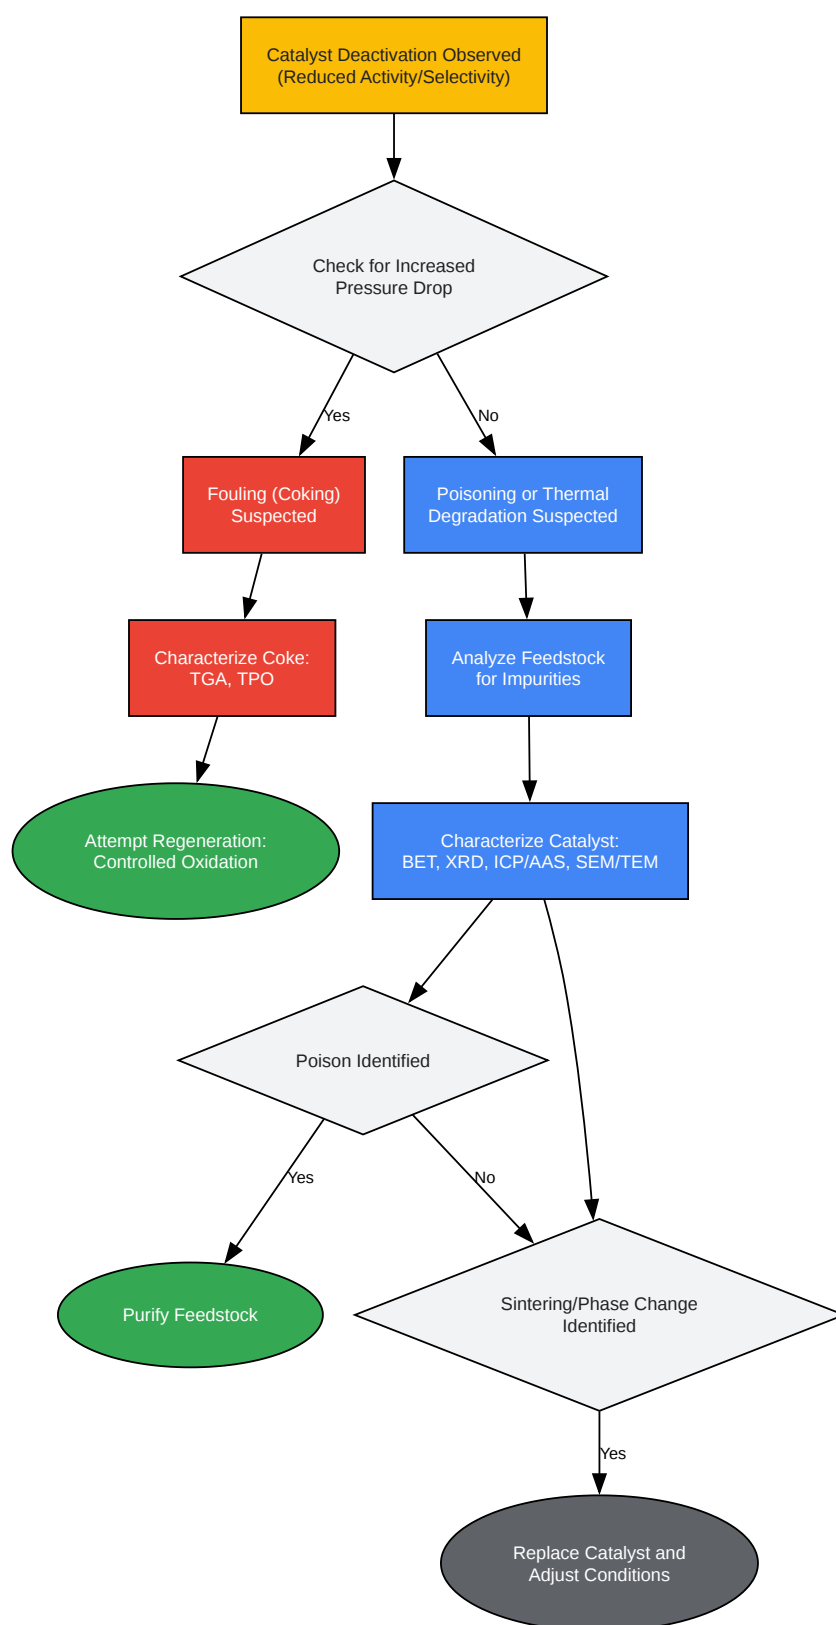 Catalyst Deactivation Observed
(Reduced Activity/Selectivity)
Check for Increased
Pressure Drop
Yes
No
Fouling (Coking)
Suspected
Poisoning or Thermal
Degradation Suspected
Characterize Coke:
TGA, TPO
Analyze Feedstock
for Impurities
Attempt Regeneration:
Controlled Oxidation
Characterize Catalyst:
BET, XRD, ICP/AAS, SEM/TEM
Poison Identified
Yes
No
Purify Feedstock
Sintering/Phase Change
Identified
Yes
Replace Catalyst and
Adjust Conditions